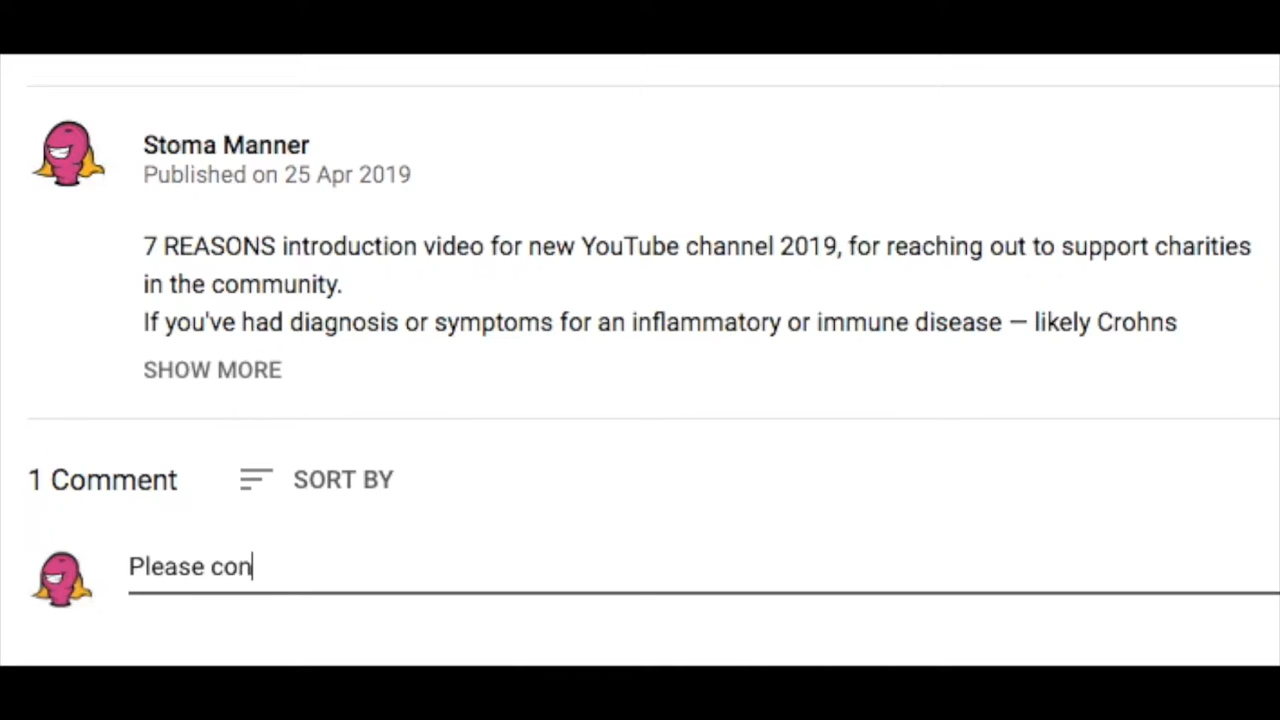 Stoma Manner
Published on 25 Apr 2019
7 REASONS introduction video for new YouTube channel 2019, for reaching out to support charities
in the community.
If you've had diagnosis or symptoms for an inflammatory or immune disease — likely Crohns
SHOW MORE
1 Comment SORT BY
Please con